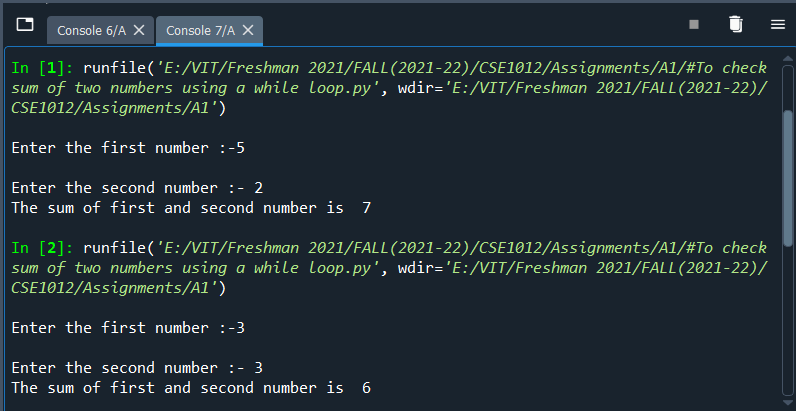 Console 6/A
Console 7/A
In [1]: runfile('E:/VIT/Freshman 2021/FALL(2021-22)/CSE1012/Assignments/A1/#To check
sum of two numbers using a while loop.py', wdir='E:/VIT/Freshman 2021/FALL(2021-22)/
CSE1012/Assignments/A1')
Enter the first number :-5
Enter the second number :- 2
The sum of first and second number is  7
In [2]: runfile('E:/VIT/Freshman 2021/FALL(2021-22)/CSE1012/Assignments/A1/#To check
sum of two numbers using a while loop.py', wdir='E:/VIT/Freshman 2021/FALL(2021-22)/
CSE1012/Assignments/A1')
Enter the first number :-3
Enter the second number :- 3
The sum of first and second number is  6